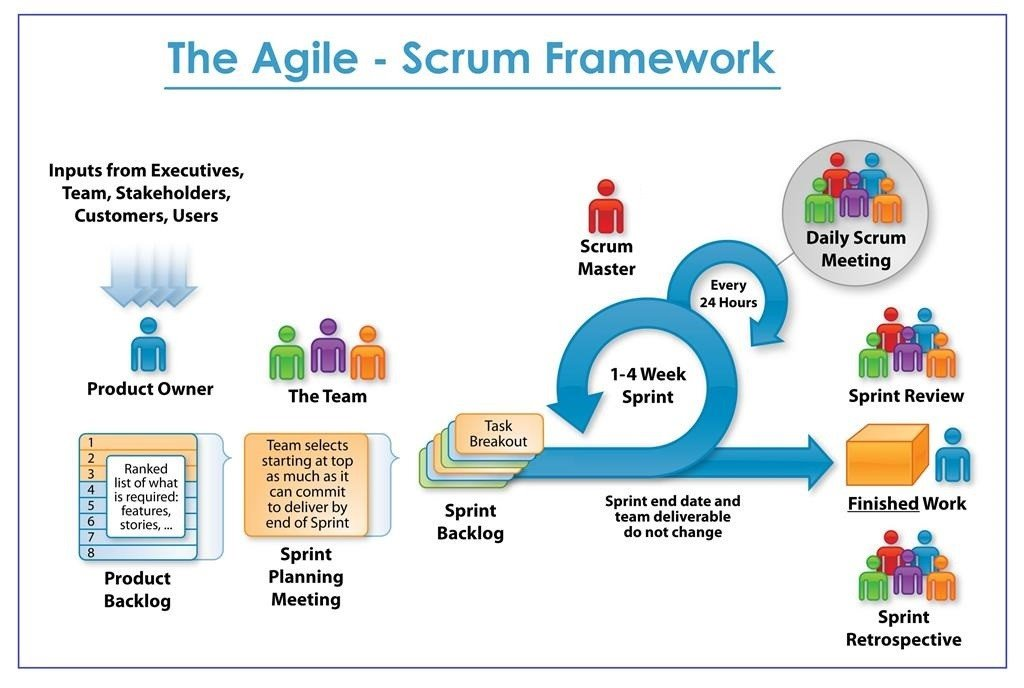 The Agile - Scrum Framework
Inputs from Executives,
Team, Stakeholders,
Customers, Users
Product Owner
The Team
1
2
3
4
5
6
7
8
Ranked
list of what
is required:
features,
stories, ...
Product
Backlog
Team selects
starting at top
as much as it
can commit
to deliver by
end of Sprint
Sprint
Planning
Meeting
Task
Breakout
Sprint
Backlog
Scrum
Master
1-4 Week
Sprint
Every
24 Hours
Sprint end date and
team deliverable
do not change
Daily Scrum
Meeting
Sprint Review
Finished Work
Sprint
Retrospective